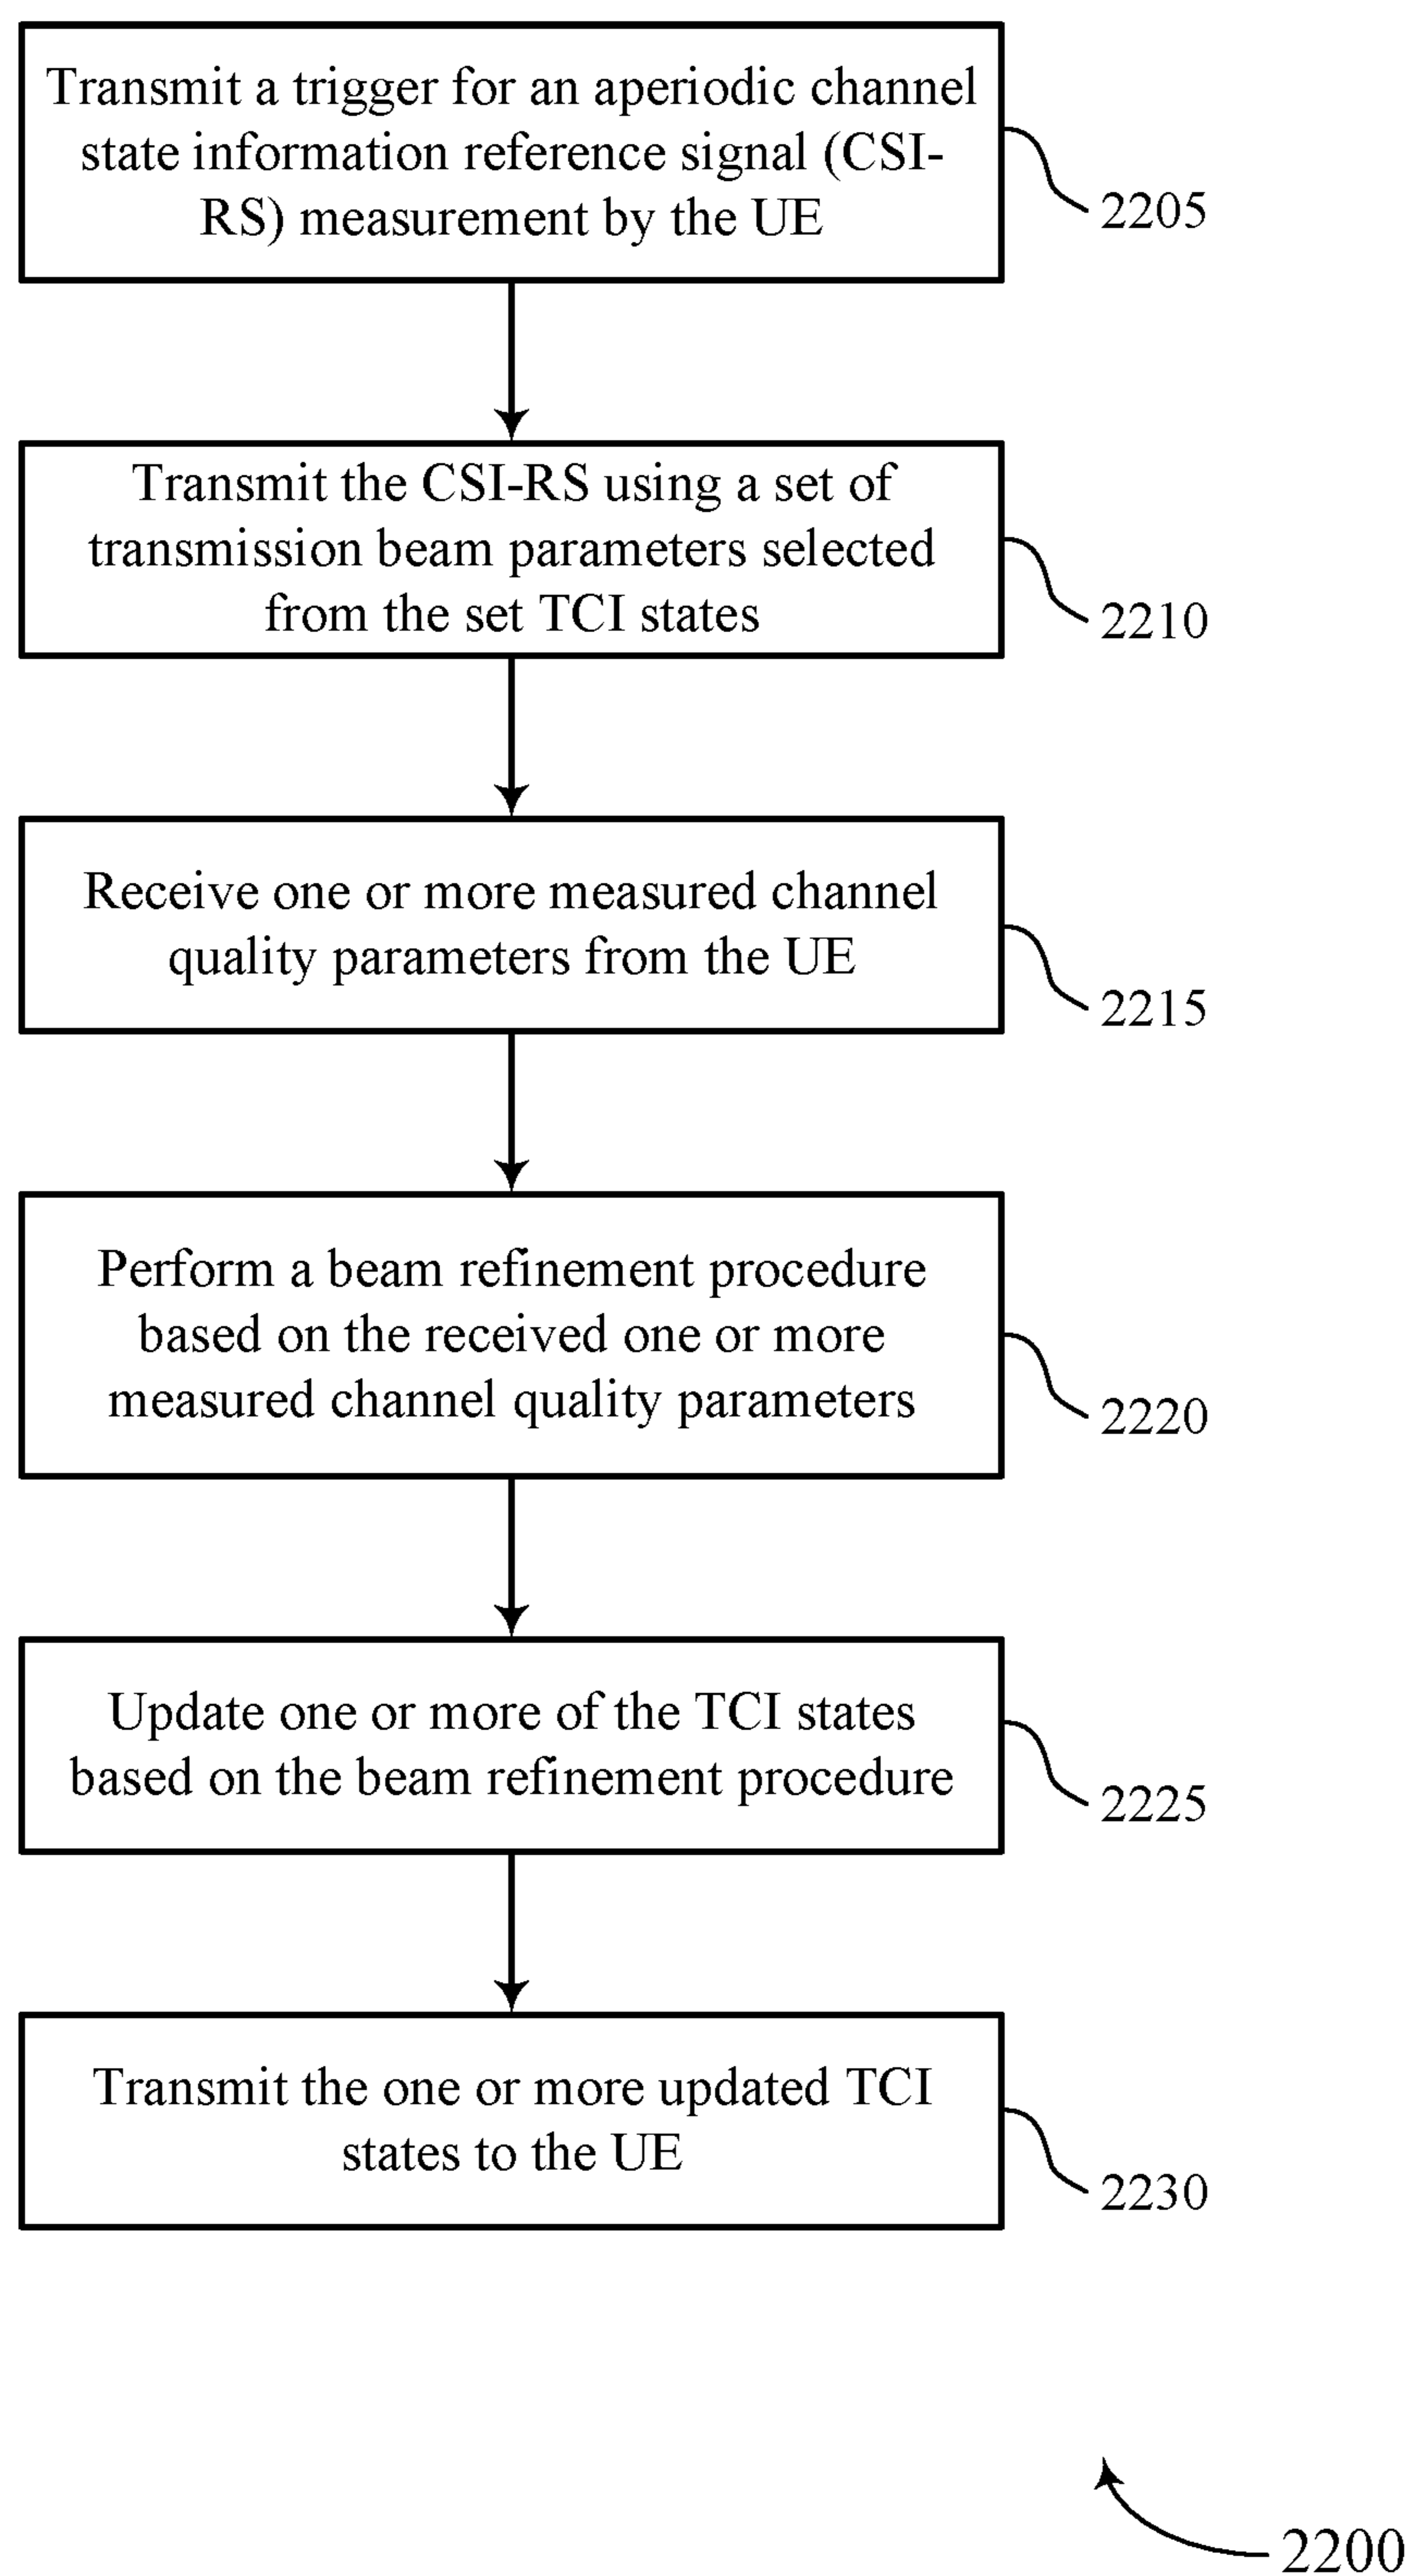 Transmit a trigger for an aperiodic channel
state information reference signal (CSI-
RS) measurement by the UE
2205
Transmit the CSI-RS using a set of
transmission beam parameters selected
from the set TCI states
2210
Receive one or more measured channel
quality parameters from the UE
2215
Perform a beam refinement procedure
based on the received one or more
measured channel quality parameters
2220
Update one or more of the TCI states
based on the beam refinement procedure
2225
Transmit the one or more updated TCI
states to the UE
2230
2200